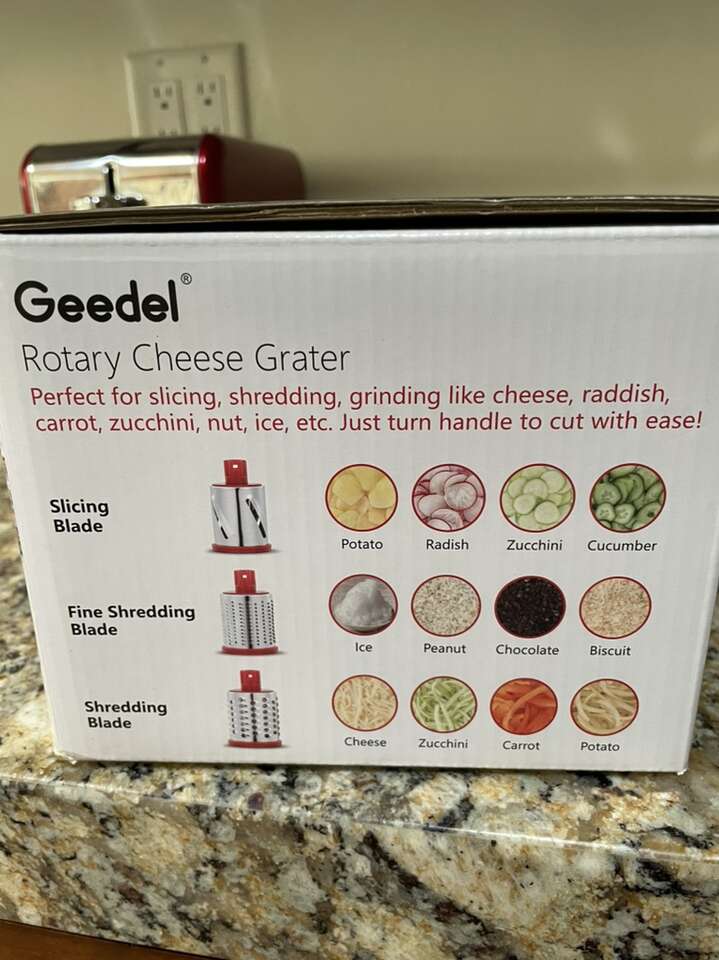 Geedel®
Rotary Cheese Grater
Perfect for slicing, shredding, grinding like cheese, raddish,
carrot, zucchini, nut, ice, etc. Just turn handle to cut with ease!
Slicing
Blade
Potato Radish Zucchini Cucumber
Fine Shredding
Blade
Ice Peanut Chocolate Biscuit
Shredding
Blade
Cheese Zucchini Carrot Potato